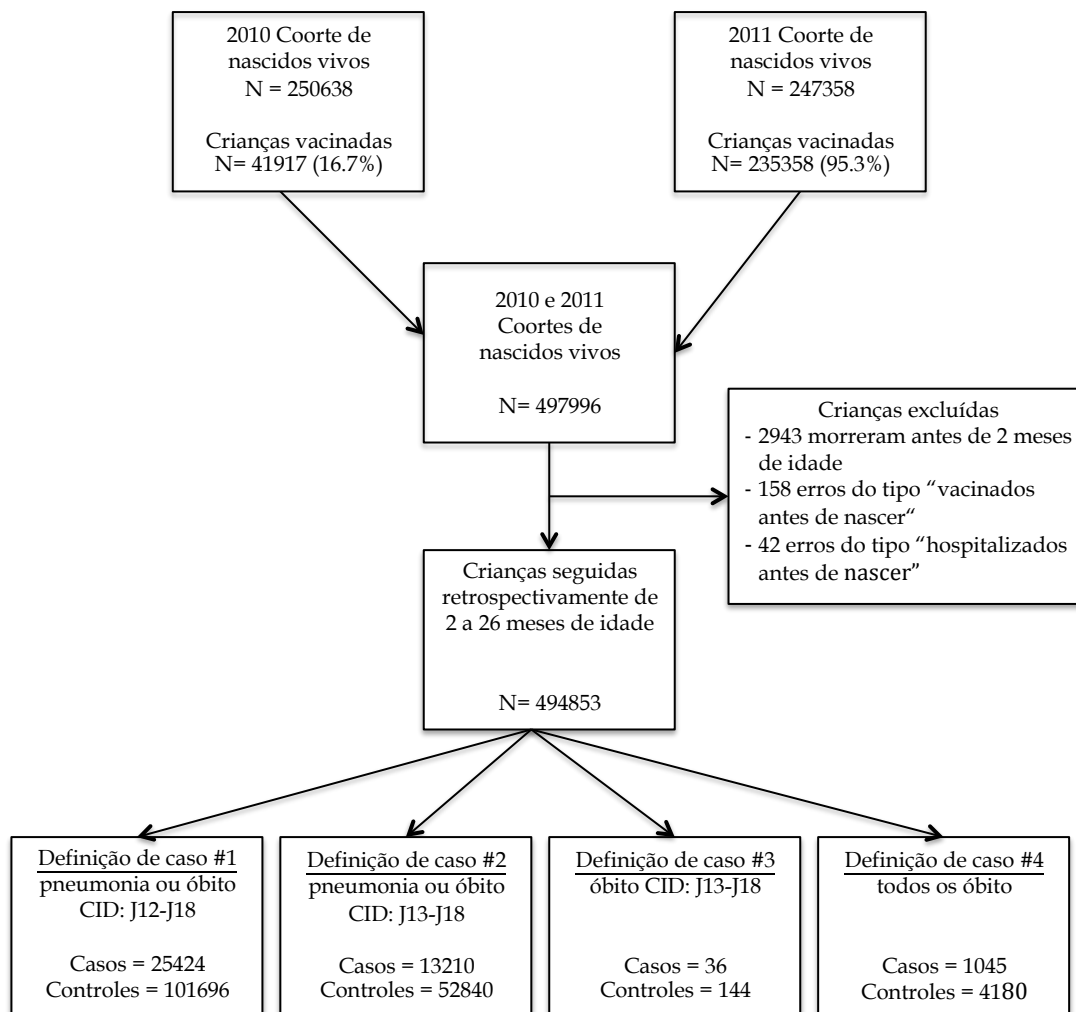 2010 Coorte de
nascidos vivos
N = 250638
Crianças vacinadas
N= 41917 (16.7%)
2011 Coorte de
nascidos vivos
N = 247358
Crianças vacinadas
N= 235358 (95.3%)
2010 e 2011
Coortes de
nascidos vivos
N= 497996
Crianças excluídas
- 2943 morreram antes de 2 meses
de idade
- 158 erros do tipo “vacinados
antes de nascer“
- 42 erros do tipo “hospitalizados
antes de nascer”
Crianças seguidas
retrospectivamente de
2 a 26 meses de idade
N= 494853
Definição de caso #1
pneumonia ou óbito
CID: J12-J18
Casos = 25424
Controles = 101696
Definição de caso #2
pneumonia ou óbito
CID: J13-J18
Casos = 13210
Controles = 52840
Definição de caso #3
óbito CID: J13-J18
Casos = 36
Controles = 144
Definição de caso #4
todos os óbito
Casos = 1045
Controles = 4180